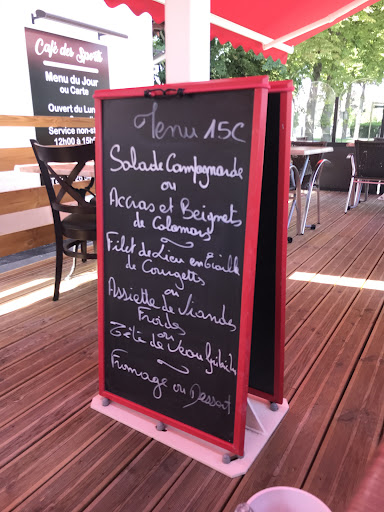 Café des Sports
Menu du Jour
ou Carte
Ouvert du Lun
Service non-st
12h00 à 15h
Menu 15€
Salade Campagnarde
ou
Accras et Beignets
de Calamars
Filet de Lieu en Ecaille
de Courgette
ou
Assiette de Viandes
Froides
ou
Tête de Veau Gribiche
Fromage ou Dessert